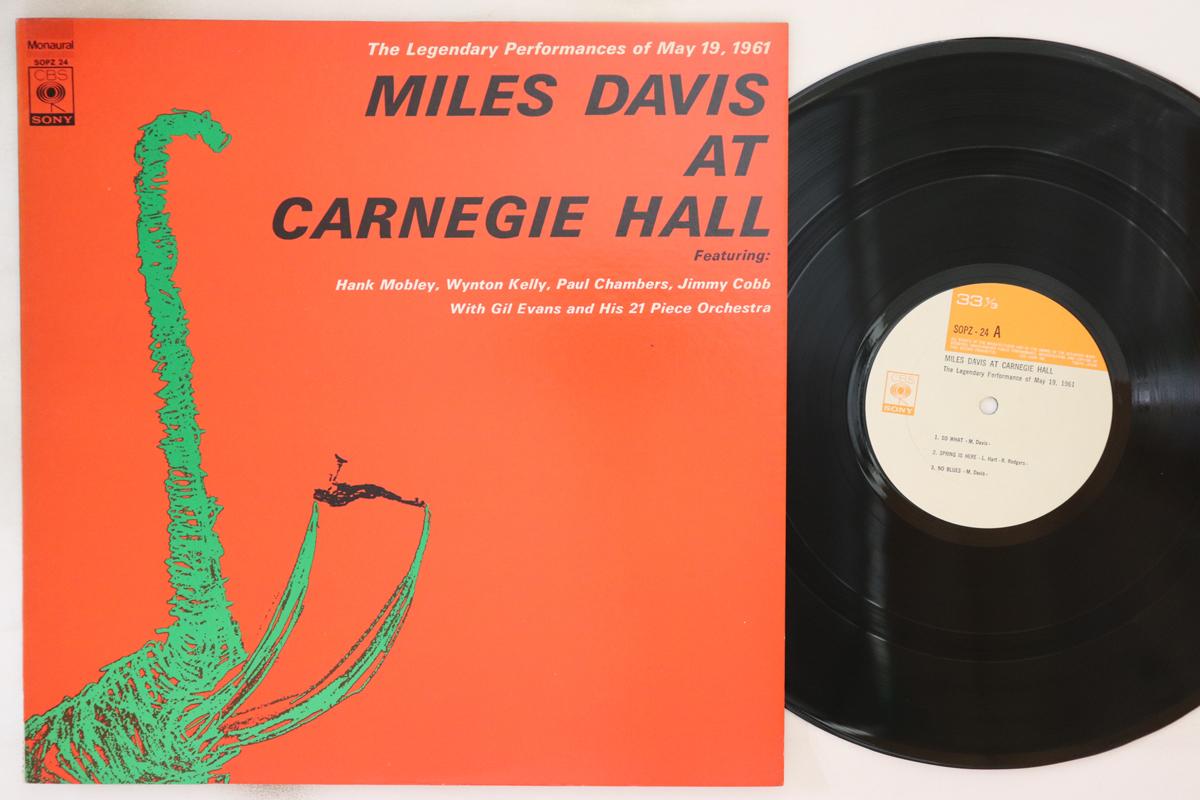 Monaural
SOPZ 24
CBS
SONY
The Legendary Performances of May 19, 1961
MILES DAVIS
AT
CARNEGIE HALL
Featuring:
Hank Mobley, Wynton Kelly, Paul Chambers, Jimmy Cobb
With Gil Evans and His 21 Piece Orchestra
33⅓
SOPZ-24 A
MILES DAVIS AT CARNEGIE HALL
The Legendary Performance of May 19, 1961
CBS
SONY
1. SO WHAT -M. Davis-
2. SPRING IS HERE -L. Hart-R. Rodgers-
3. NO BLUES -M. Davis-